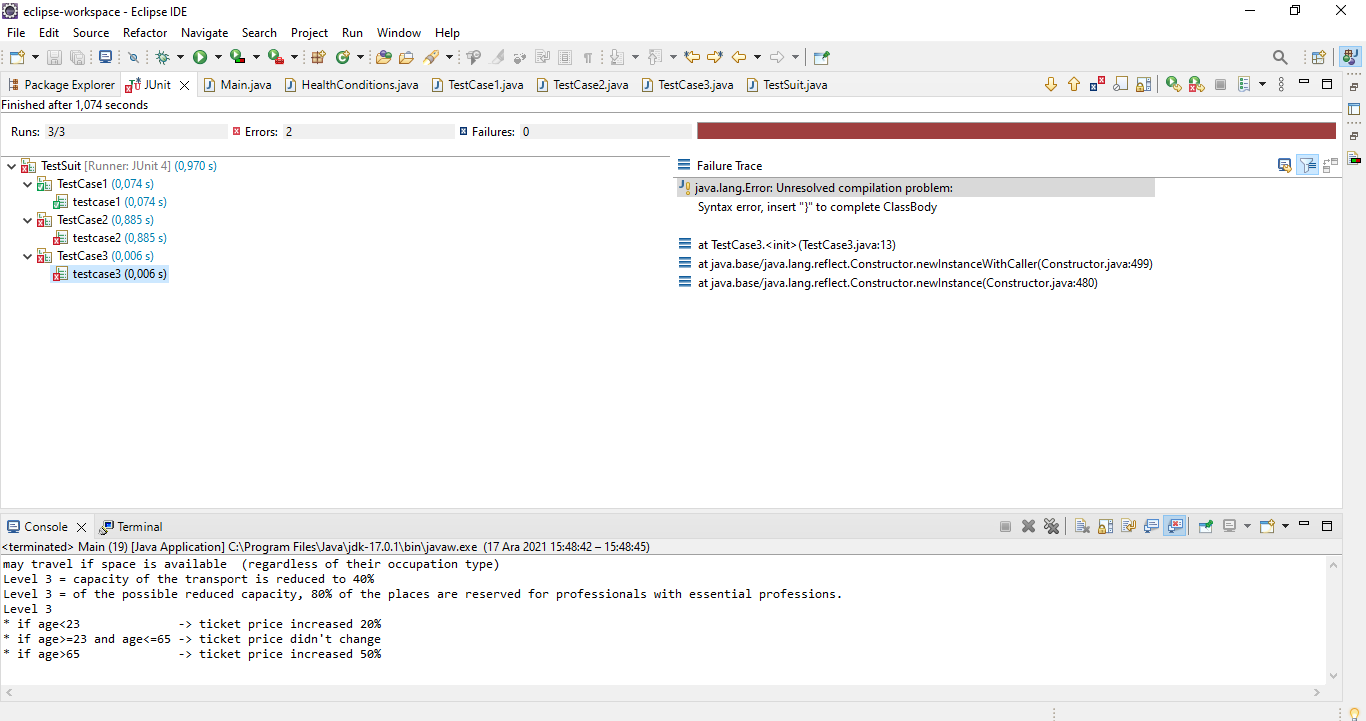 eclipse-workspace - Eclipse IDE
File Edit Source Refactor Navigate Search Project Run Window Help
Package Explorer JUnit Main.java HealthConditions.java TestCase1.java TestCase2.java TestCase3.java TestSuit.java
Finished after 1,074 seconds
Runs: 3/3 Errors: 2 Failures: 0
TestSuit [Runner: JUnit 4] (0,970 s)
TestCase1 (0,074 s)
testcase1 (0,074 s)
TestCase2 (0,885 s)
testcase2 (0,885 s)
TestCase3 (0,006 s)
testcase3 (0,006 s)
Failure Trace
java.lang.Error: Unresolved compilation problem:
Syntax error, insert "}" to complete ClassBody
at TestCase3.<init>(TestCase3.java:13)
at java.base/java.lang.reflect.Constructor.newInstanceWithCaller(Constructor.java:499)
at java.base/java.lang.reflect.Constructor.newInstance(Constructor.java:480)
Console Terminal
<terminated> Main (19) [Java Application] C:\Program Files\Java\jdk-17.0.1\bin\javaw.exe (17 Ara 2021 15:48:42 – 15:48:45)
may travel if space is available  (regardless of their occupation type)
Level 3 = capacity of the transport is reduced to 40%
Level 3 = of the possible reduced capacity, 80% of the places are reserved for professionals with essential professions.
Level 3
* if age<23              -> ticket price increased 20%
* if age>=23 and age<=65 -> ticket price didn't change
* if age>65              -> ticket price increased 50%